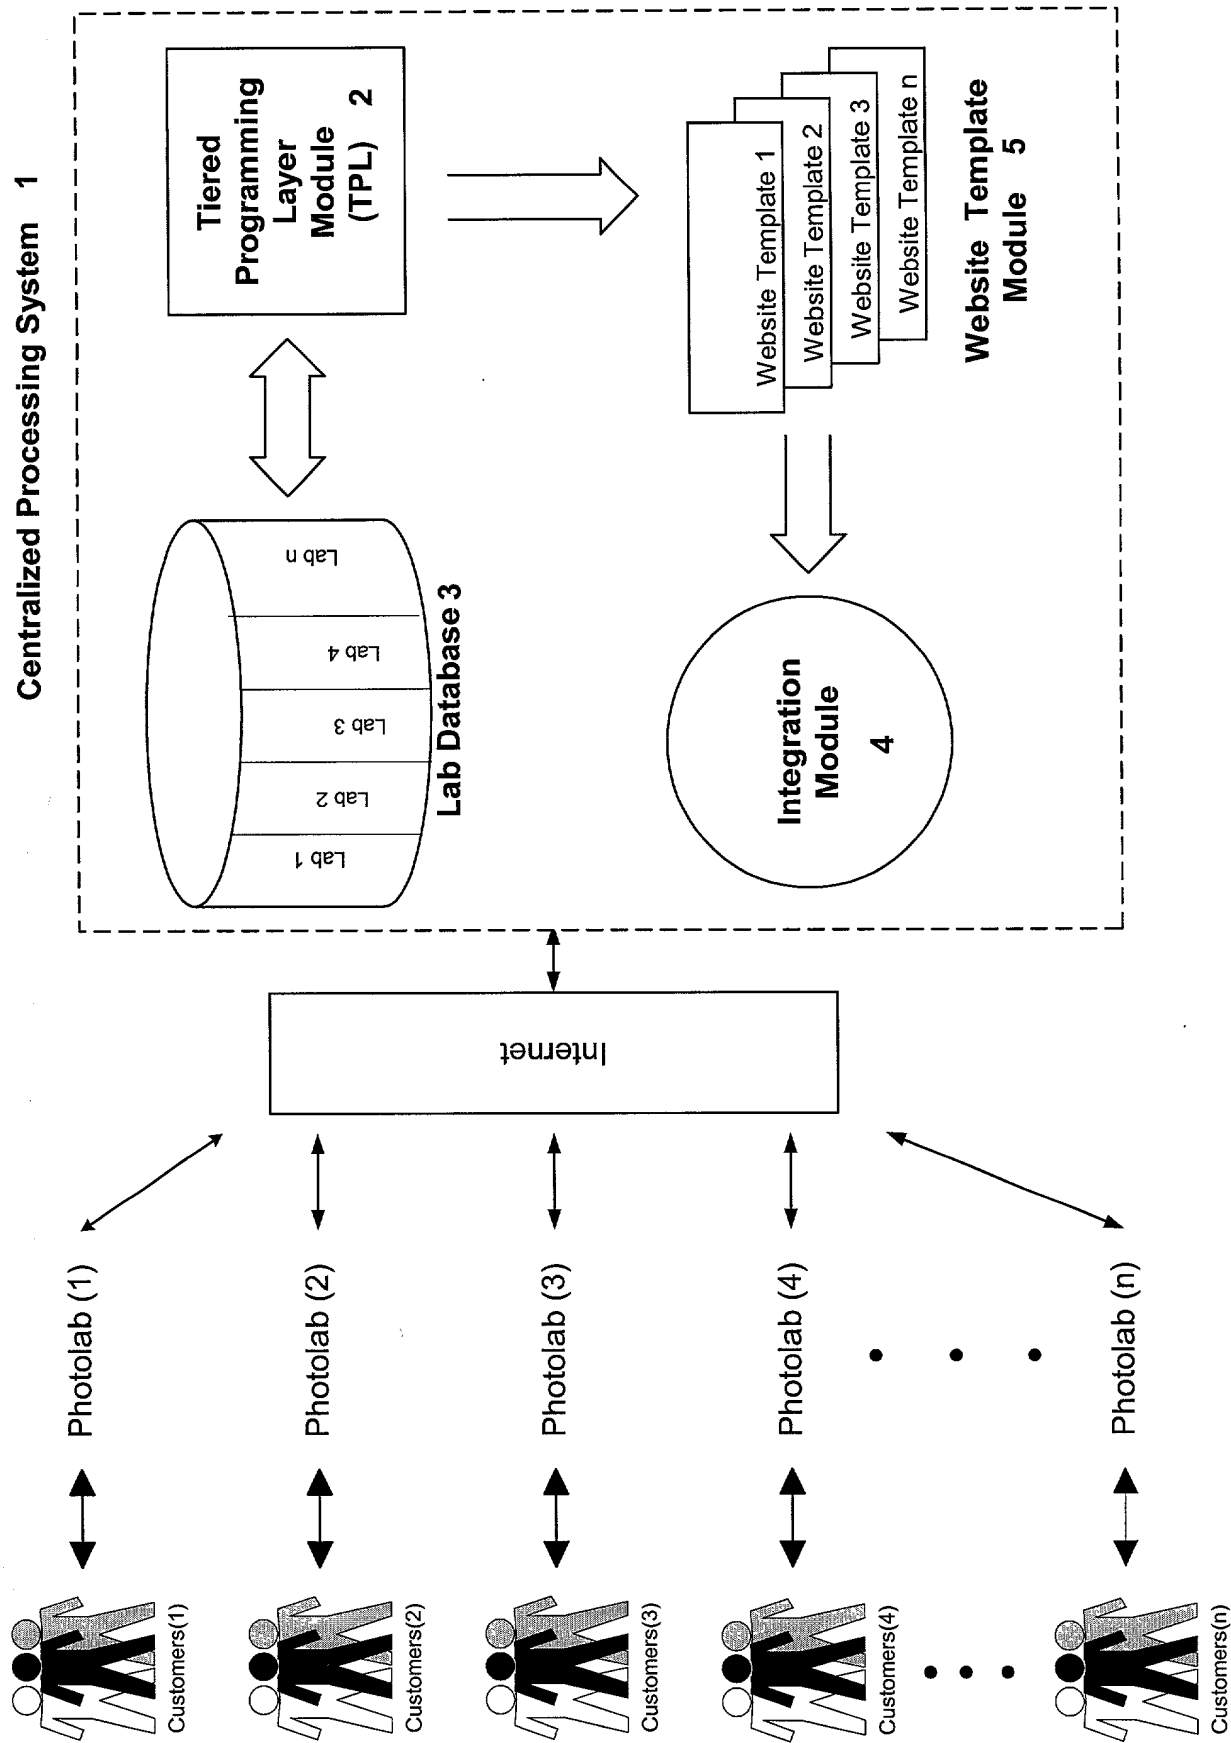 Centralized Processing System 1
Tiered
Programming
Layer
Module
(TPL) 2
Lab 1
Lab 2
Lab 3
Lab 4
Lab n
Lab Database 3
Website Template 1
Website Template 2
Website Template 3
Website Template n
Website Template
Module 5
Integration
Module
4
Internet
Photolab (1)
Photolab (2)
Photolab (3)
Photolab (4)
Photolab (n)
Customers(1)
Customers(2)
Customers(3)
Customers(4)
Customers(n)